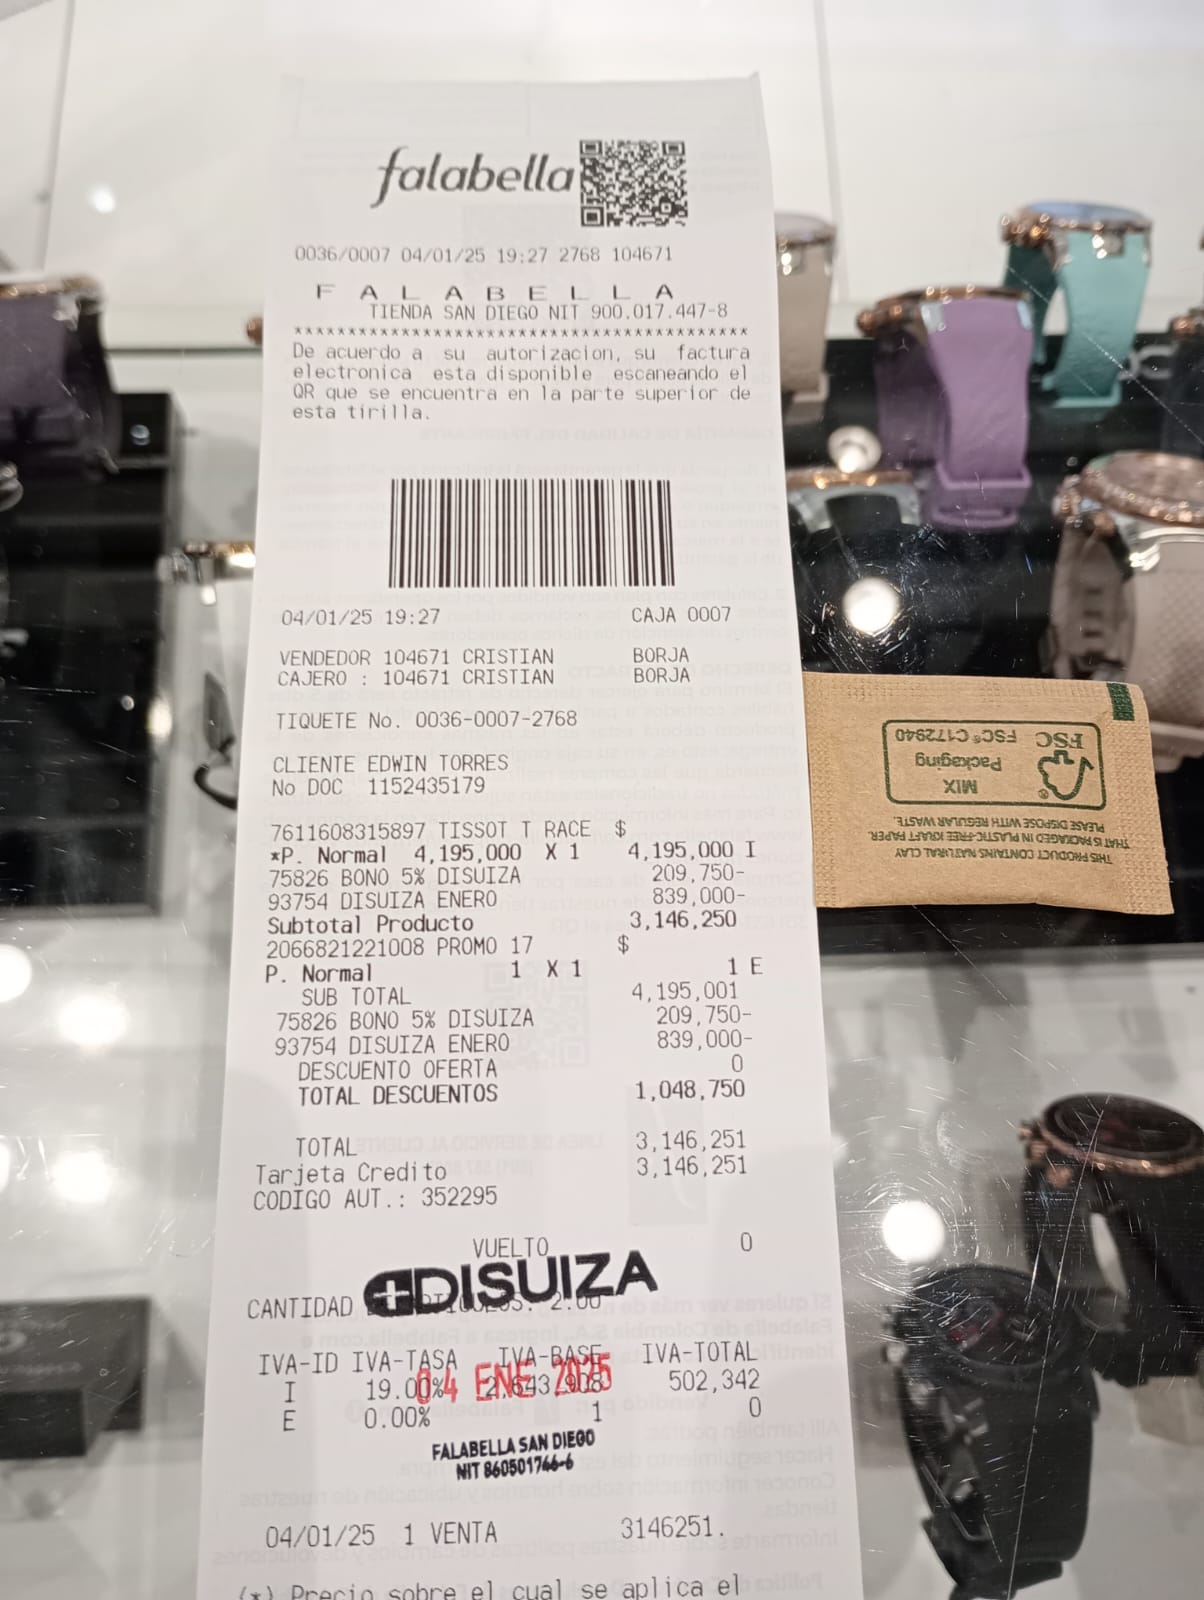 falabella
0036/0007 04/01/25 19:27 2768 104671
F A L A B E L L A
TIENDA SAN DIEGO NIT 900.017.447-8
******************************************
De acuerdo a su autorizacion, su factura
electronica esta disponible escaneando el
QR que se encuentra en la parte superior de
esta tirilla.
04/01/25 19:27 CAJA 0007
VENDEDOR 104671 CRISTIAN BORJA
CAJERO : 104671 CRISTIAN BORJA
TIQUETE No. 0036-0007-2768
CLIENTE EDWIN TORRES
No DOC 1152435179
7611608315897 TISSOT T RACE $
*P. Normal 4,195,000 X 1 4,195,000 I
75826 BONO 5% DISUIZA 209,750-
93754 DISUIZA ENERO 839,000-
Subtotal Producto 3,146,250
2066821221008 PROMO 17 $
P. Normal 1 X 1 1 E
SUB TOTAL 4,195,001
75826 BONO 5% DISUIZA 209,750-
93754 DISUIZA ENERO 839,000-
DESCUENTO OFERTA 0
TOTAL DESCUENTOS 1,048,750
TOTAL 3,146,251
Tarjeta Credito 3,146,251
CODIGO AUT.: 352295
VUELTO 0
DISUIZA
CANTIDAD 2.00
IVA-ID IVA-TASA IVA-BASE IVA-TOTAL
I 19.00% 2,643,908 502,342
04 ENE 2025
E 0.00% 1 0
FALABELLA SAN DIEGO
NIT 860501766-6
04/01/25 1 VENTA 3146251.
(*) Precio sobre el cual se aplica el
THIS PRODUCT CONTAINS NATURAL CLAY
THAT IS PACKAGED IN PLASTIC-FREE KRAFT PAPER.
PLEASE DISPOSE WITH REGULAR WASTE.
MIX
Packaging
FSC
FSC® C172940